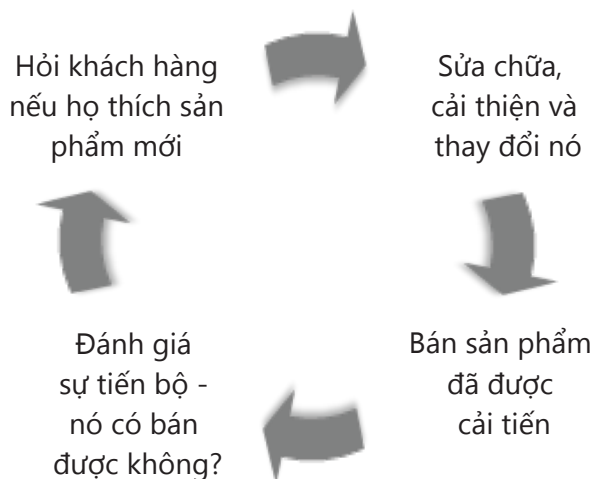 Hỏi khách hàng
nếu họ thích sản
phẩm mới
Sửa chữa,
cải thiện và
thay đổi nó
Bán sản phẩm
đã được
cải tiến
Đánh giá
sự tiến bộ -
nó có bán
được không?